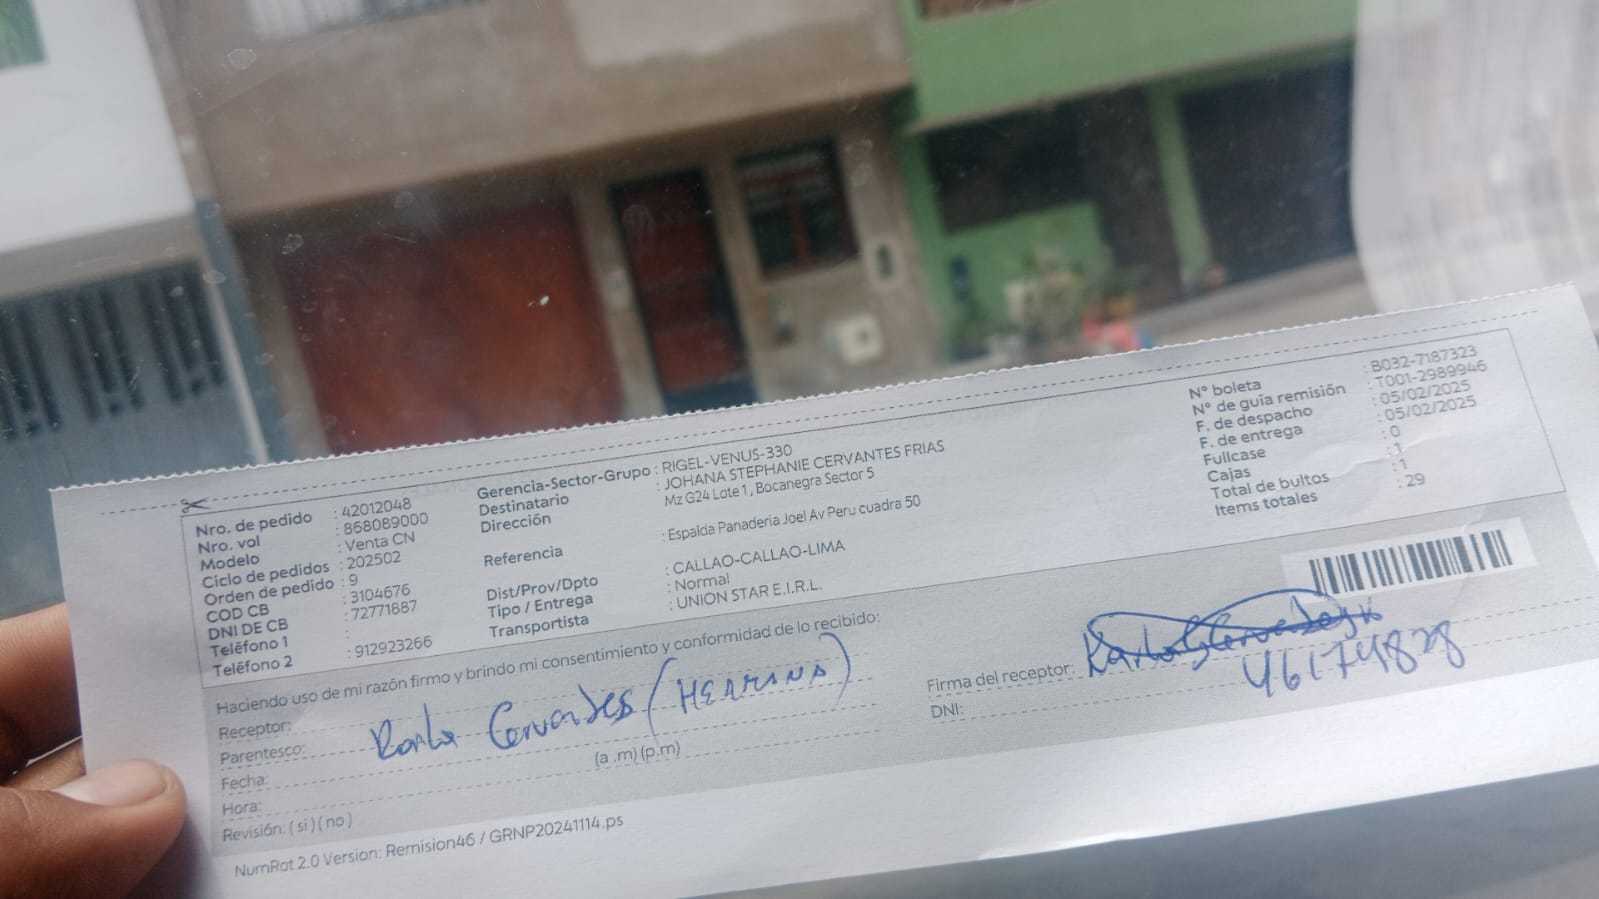 Nro. de pedido : 42012048
Nro. vol : 868089000
Modelo : Venta CN
Ciclo de pedidos : 202502
Orden de pedido : 9
COD CB : 3104676
DNI DE CB : 72771687
Teléfono 1 :
Teléfono 2 : 912923266
Gerencia-Sector-Grupo : RIGEL-VENUS-330
Destinatario : JOHANA STEPHANIE CERVANTES FRIAS
Dirección Mz G24 Lote 1, Bocanegra Sector 5
Referencia : Espalda Panaderia Joel Av Peru cuadra 50
Dist/Prov/Dpto : CALLAO-CALLAO-LIMA
Tipo / Entrega : Normal
Transportista : UNION STAR E.I.R.L.
N° boleta : B032-7187323
N° de guía remisión : T001-2989946
F. de despacho : 05/02/2025
F. de entrega : 05/02/2025
Fullcase : 0
Cajas : 1
Total de bultos : 1
Items totales : 29
Haciendo uso de mi razón firmo y brindo mi consentimiento y conformidad de lo recibido:
Receptor: Karla Cervantes (HERMANA)
Parentesco:
Fecha:
Hora: (a .m) (p.m)
Revisión: ( si ) ( no )
Firma del receptor:
DNI: 46174828
NumRot 2.0 Version: Remision46 / GRNP20241114.ps